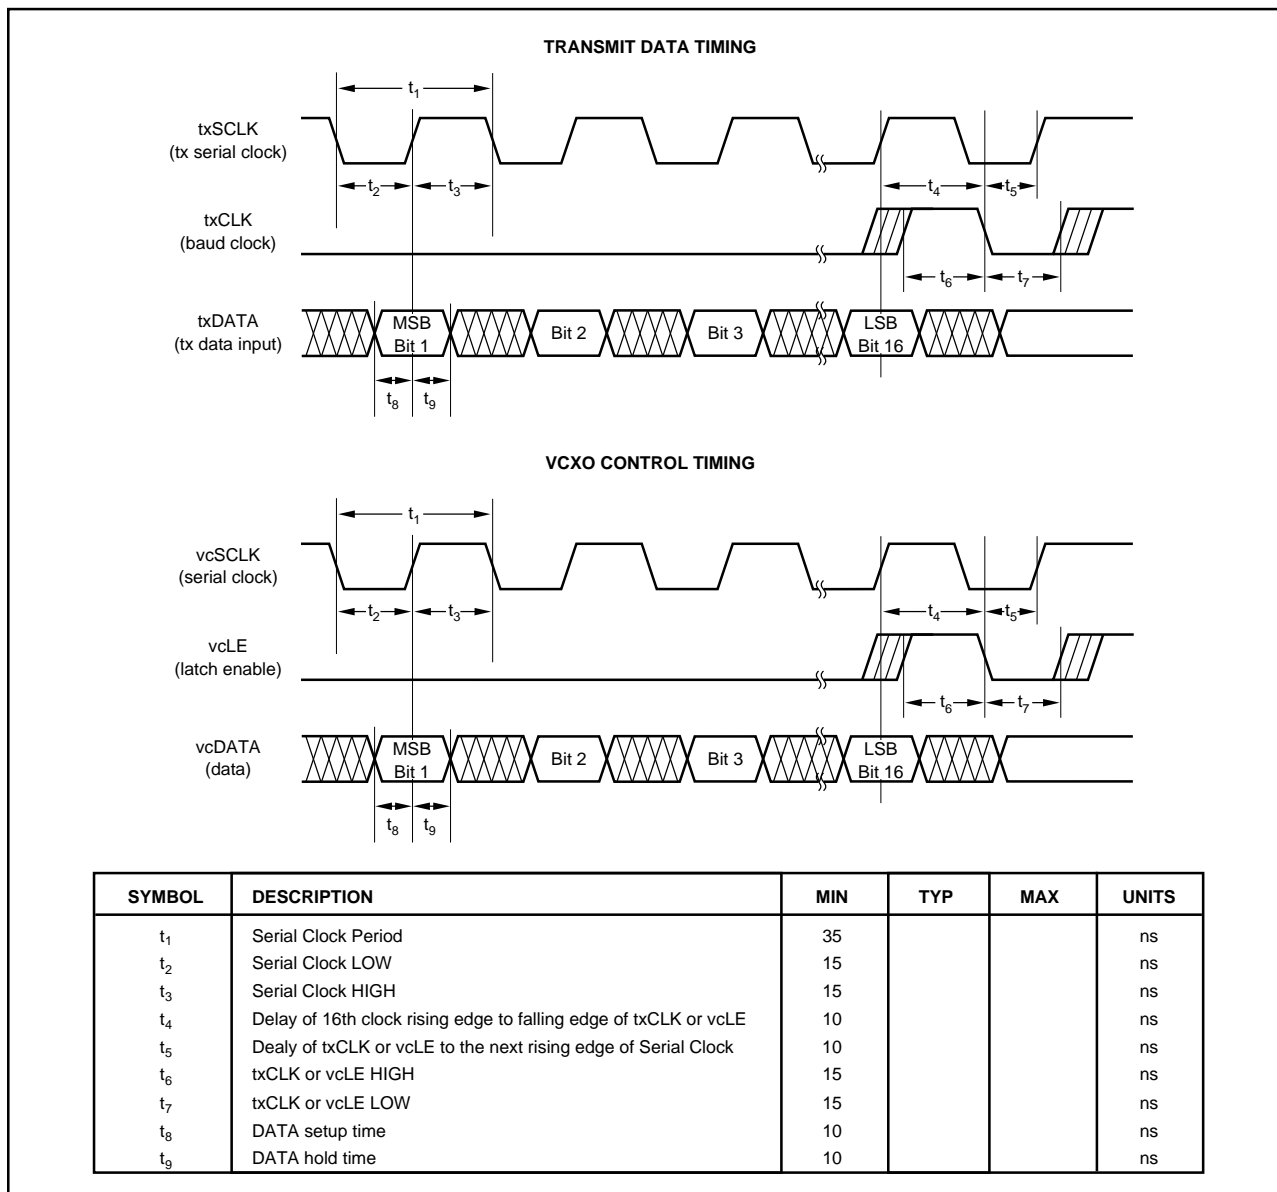 TRANSMIT DATA TIMING
t1
txSCLK
(tx serial clock)
t2
t3
t4
t5
txCLK
(baud clock)
t6
t7
txDATA
(tx data input)
MSB
Bit 1
Bit 2
Bit 3
LSB
Bit 16
t8
t9
VCXO CONTROL TIMING
t1
vcSCLK
(serial clock)
t2
t3
t4
t5
vcLE
(latch enable)
t6
t7
vcDATA
(data)
MSB
Bit 1
Bit 2
Bit 3
LSB
Bit 16
t8
t9
SYMBOL DESCRIPTION MIN TYP MAX UNITS
t1 Serial Clock Period 35 ns
t2 Serial Clock LOW 15 ns
t3 Serial Clock HIGH 15 ns
t4 Delay of 16th clock rising edge to falling edge of txCLK or vcLE 10 ns
t5 Dealy of txCLK or vcLE to the next rising edge of Serial Clock 10 ns
t6 txCLK or vcLE HIGH 15 ns
t7 txCLK or vcLE LOW 15 ns
t8 DATA setup time 10 ns
t9 DATA hold time 10 ns